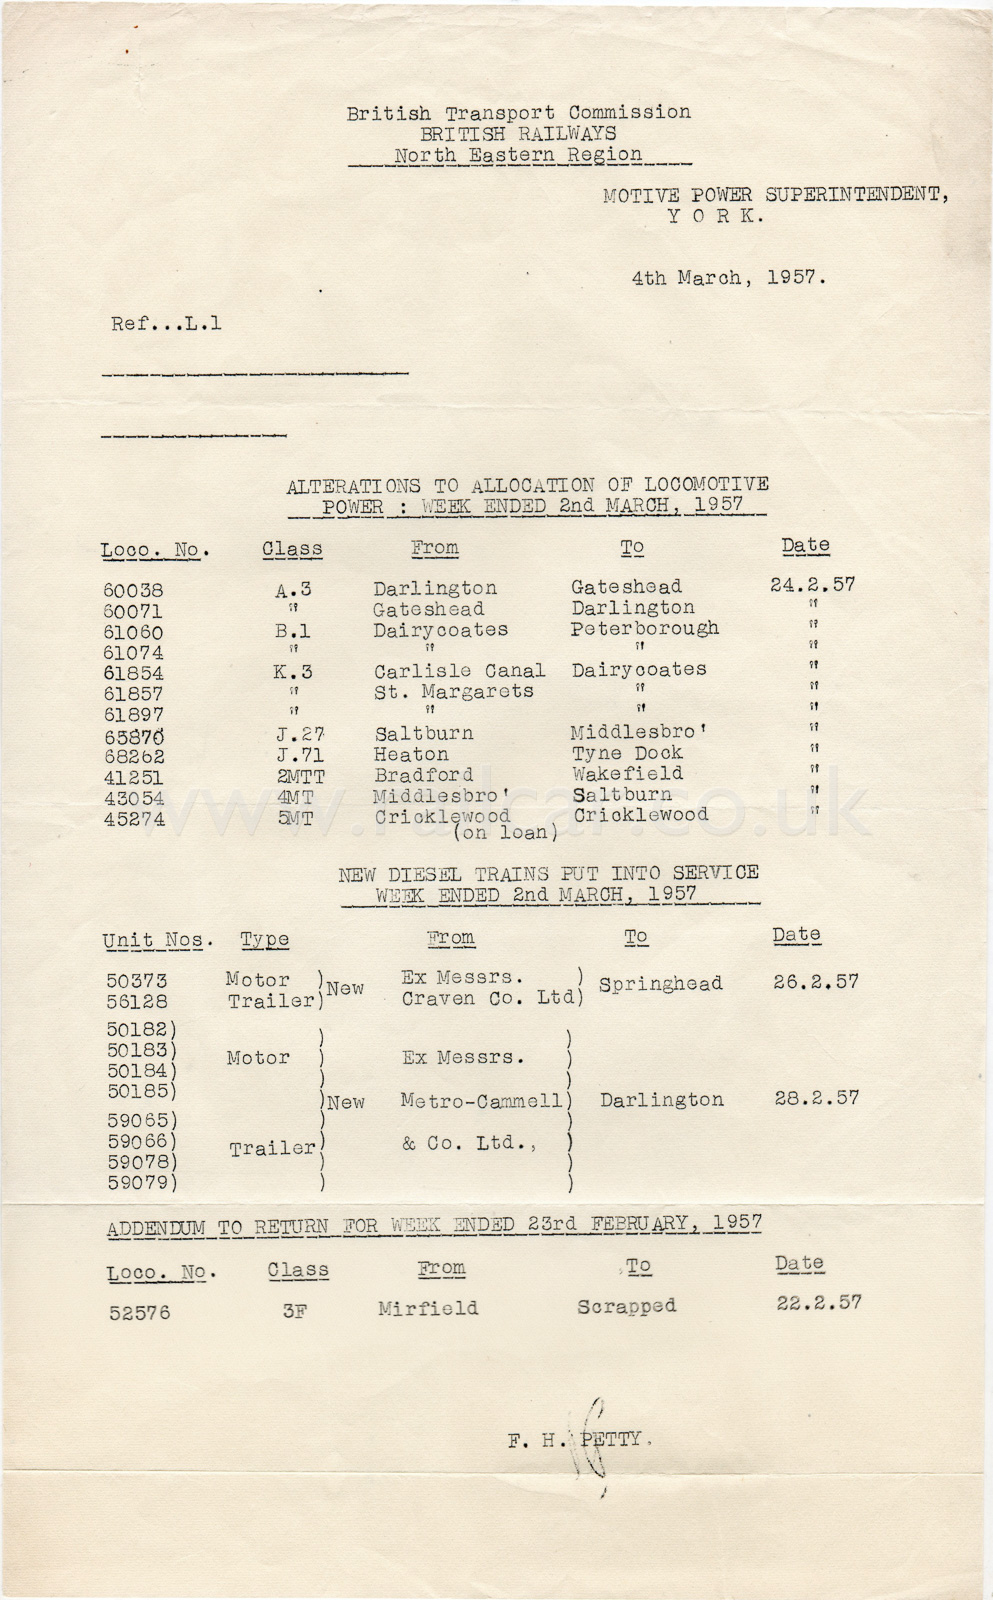 British Transport Commission
BRITISH RAILWAYS
North Eastern Region
MOTIVE POWER SUPERINTENDENT,
Y O R K.
4th March, 1957.
Ref...L.1
ALTERATIONS TO ALLOCATION OF LOCOMOTIVE
POWER : WEEK ENDED 2nd MARCH, 1957
Loco. No. Class From To Date
60038 A.3 Darlington Gateshead 24.2.57
60071 " Gateshead Darlington "
61060 B.1 Dairycoates Peterborough "
61074 " " " "
61854 K.3 Carlisle Canal Dairycoates "
61857 " St. Margarets " "
61897 " " " "
65870 J.27 Saltburn Middlesbro' "
68262 J.71 Heaton Tyne Dock "
41251 2MTT Bradford Wakefield "
43054 4MT Middlesbro' Saltburn "
45274 5MT Cricklewood Cricklewood "
(on loan)
www.railcar.co.uk
NEW DIESEL TRAINS PUT INTO SERVICE
WEEK ENDED 2nd MARCH, 1957
Unit Nos. Type From To Date
50373 Motor ) New Ex Messrs. ) Springhead 26.2.57
56128 Trailer) Craven Co. Ltd)
50182) )
50183) ) )
50184) Motor ) Ex Messrs. )
50185) ) )
)New Metro-Cammell) Darlington 28.2.57
59065) ) )
59066) Trailer) & Co. Ltd., )
59078) ) )
59079) ) )
ADDENDUM TO RETURN FOR WEEK ENDED 23rd FEBRUARY, 1957
Loco. No. Class From To Date
52576 3F Mirfield Scrapped 22.2.57
F. H. PETTY.